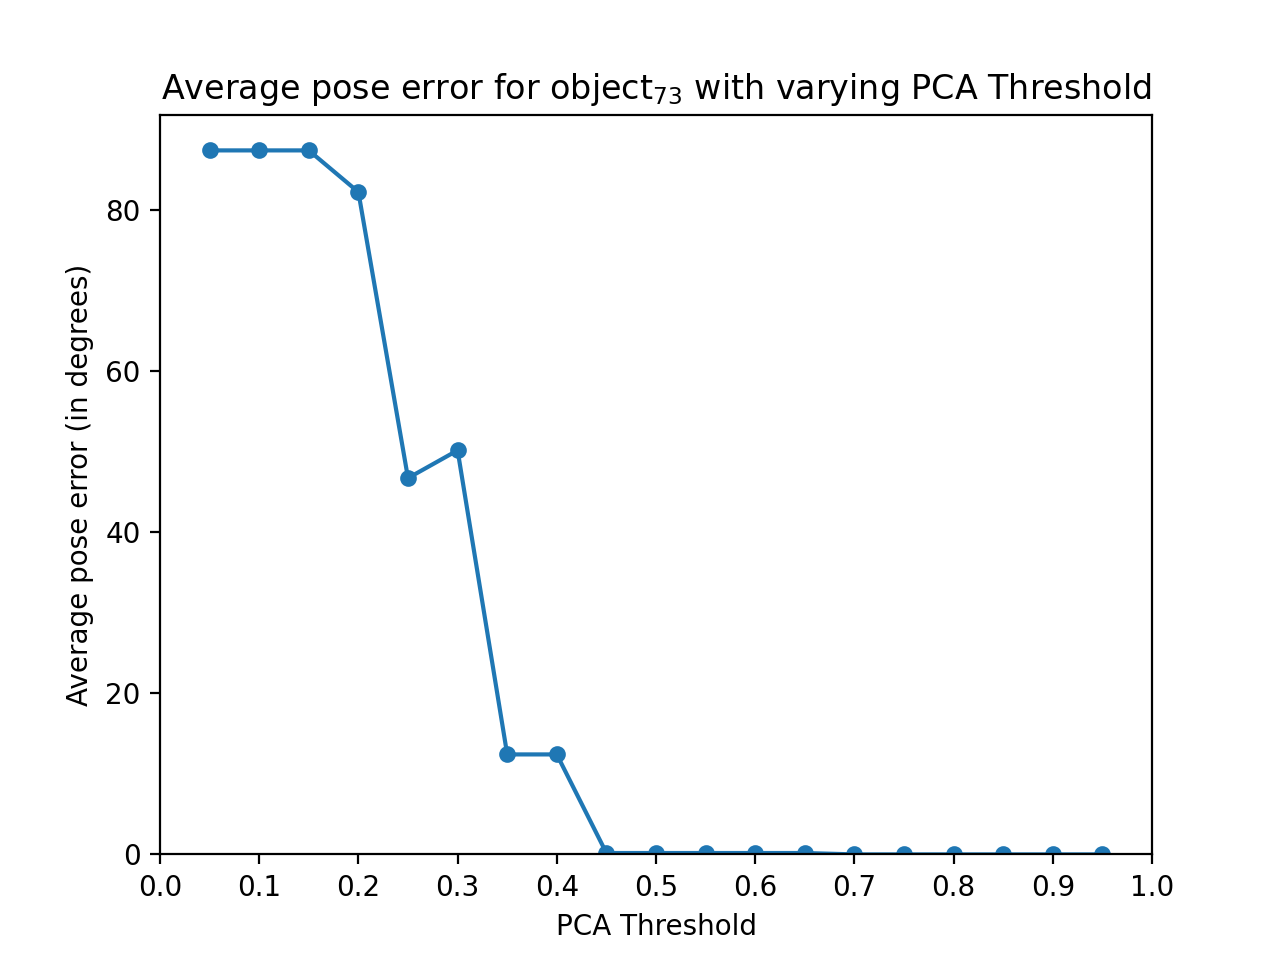 Average pose error for object₇₃ with varying PCA Threshold
Average pose error (in degrees)
80
60
40
20
0
0.0 0.1 0.2 0.3 0.4 0.5 0.6 0.7 0.8 0.9 1.0
PCA Threshold